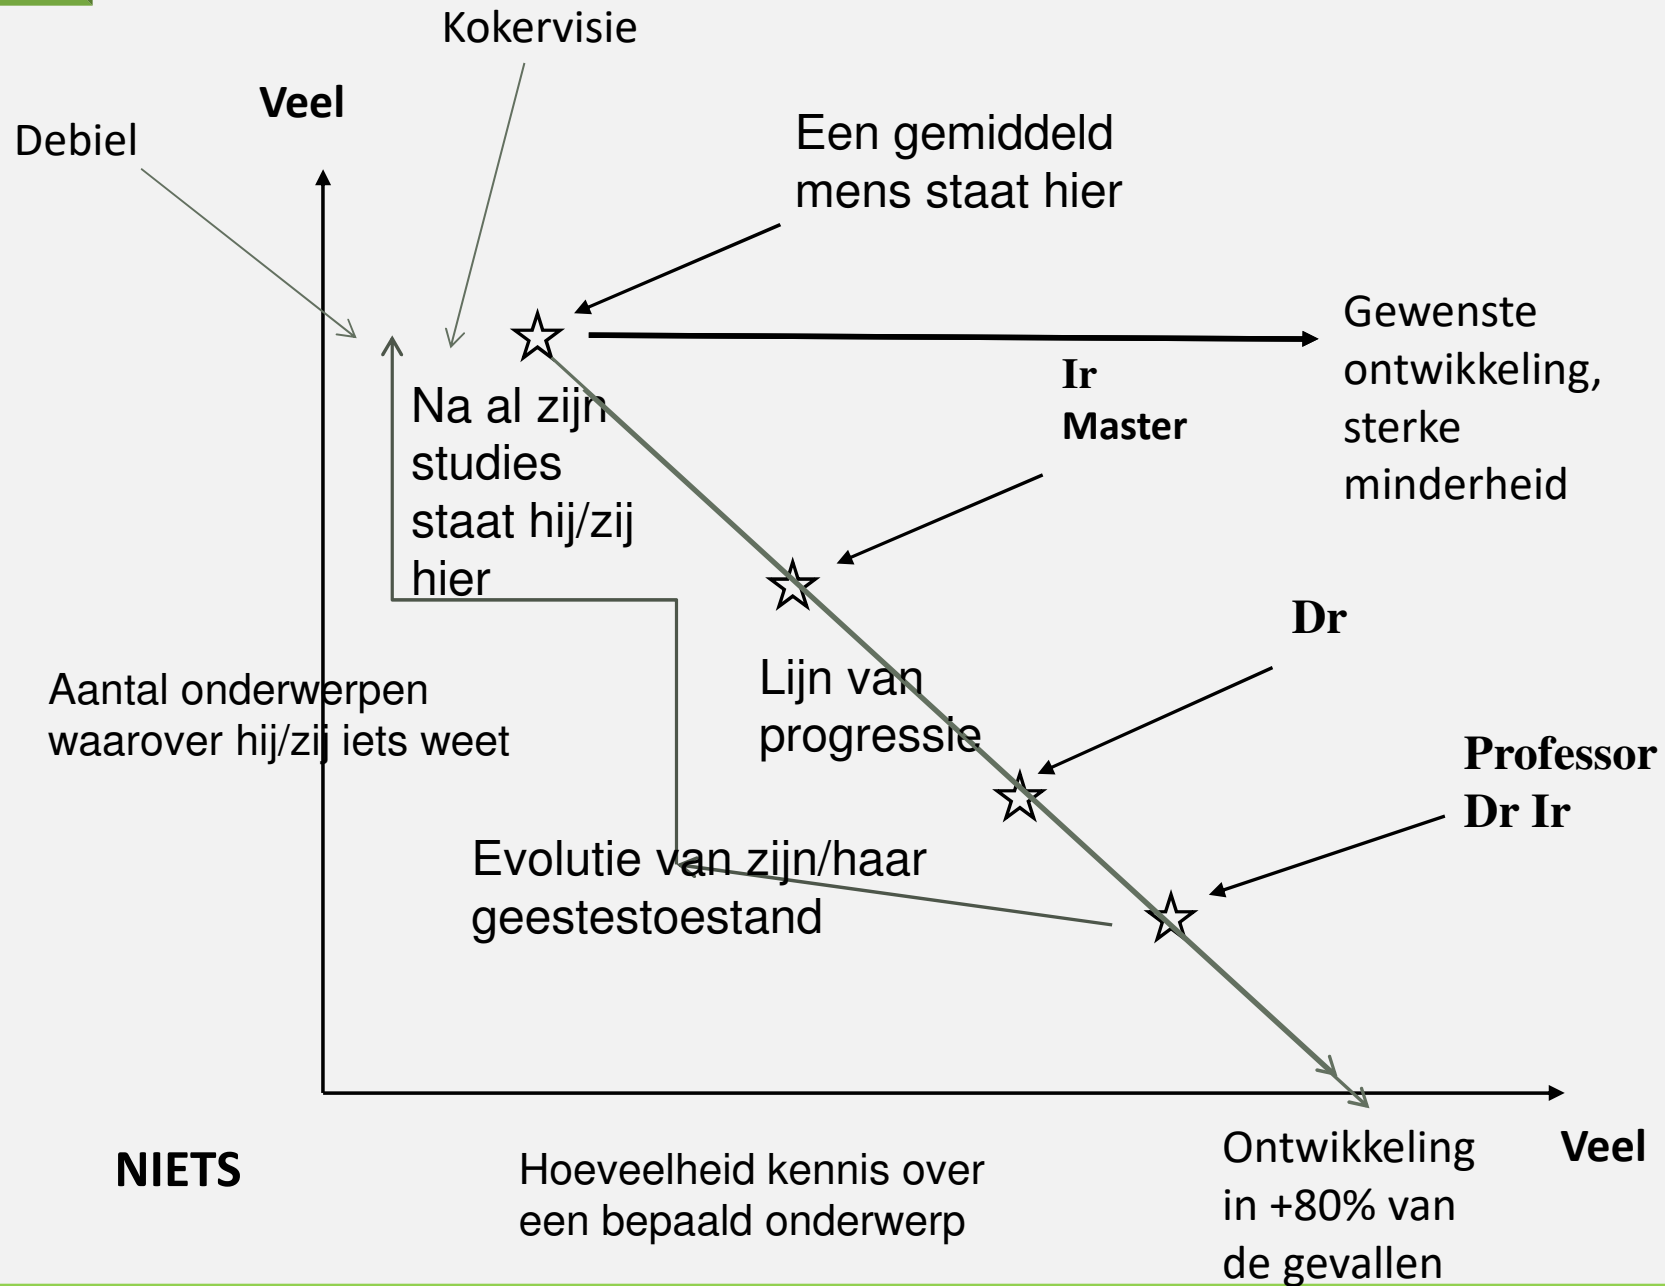 Kokervisie
Veel
Debiel
Een gemiddeld
mens staat hier
Gewenste
ontwikkeling,
sterke
minderheid
Ir
Master
Na al zijn
studies
staat hij/zij
hier
Dr
Aantal onderwerpen
waarover hij/zij iets weet
Lijn van
progressie
Professor
Dr Ir
Evolutie van zijn/haar
geestestoestand
NIETS
Hoeveelheid kennis over
een bepaald onderwerp
Ontwikkeling
in +80% van
de gevallen
Veel